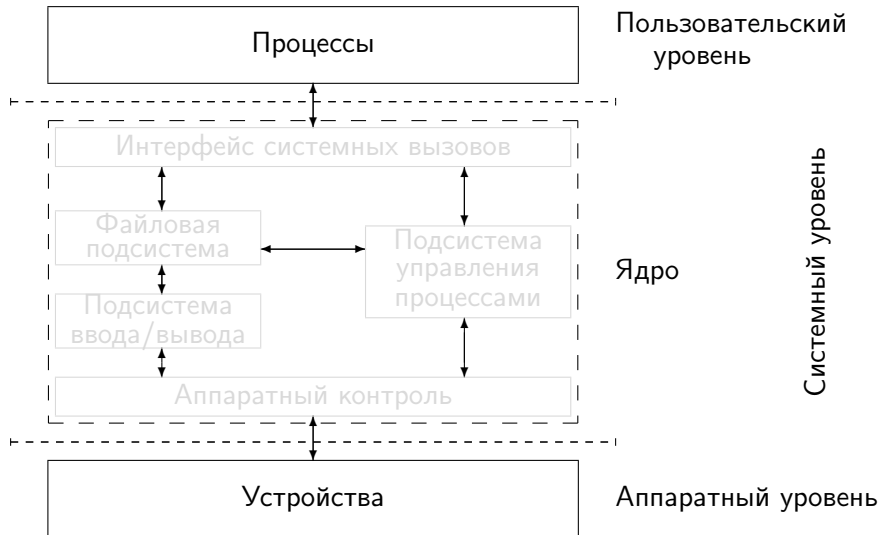 Процессы
Пользовательский
уровень
Интерфейс системных вызовов
Файловая
подсистема
Подсистема
управления
процессами
Подсистема
ввода/вывода
Аппаратный контроль
Ядро
Системный уровень
Устройства
Аппаратный уровень